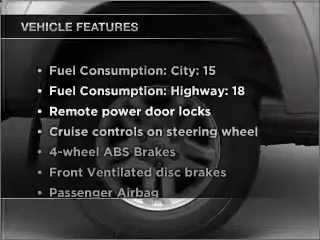 VEHICLE FEATURES
• Fuel Consumption: City: 15
• Fuel Consumption: Highway: 18
• Remote power door locks
• Cruise controls on steering wheel
• 4-wheel ABS Brakes
• Front Ventilated disc brakes
• Passenger Airbag